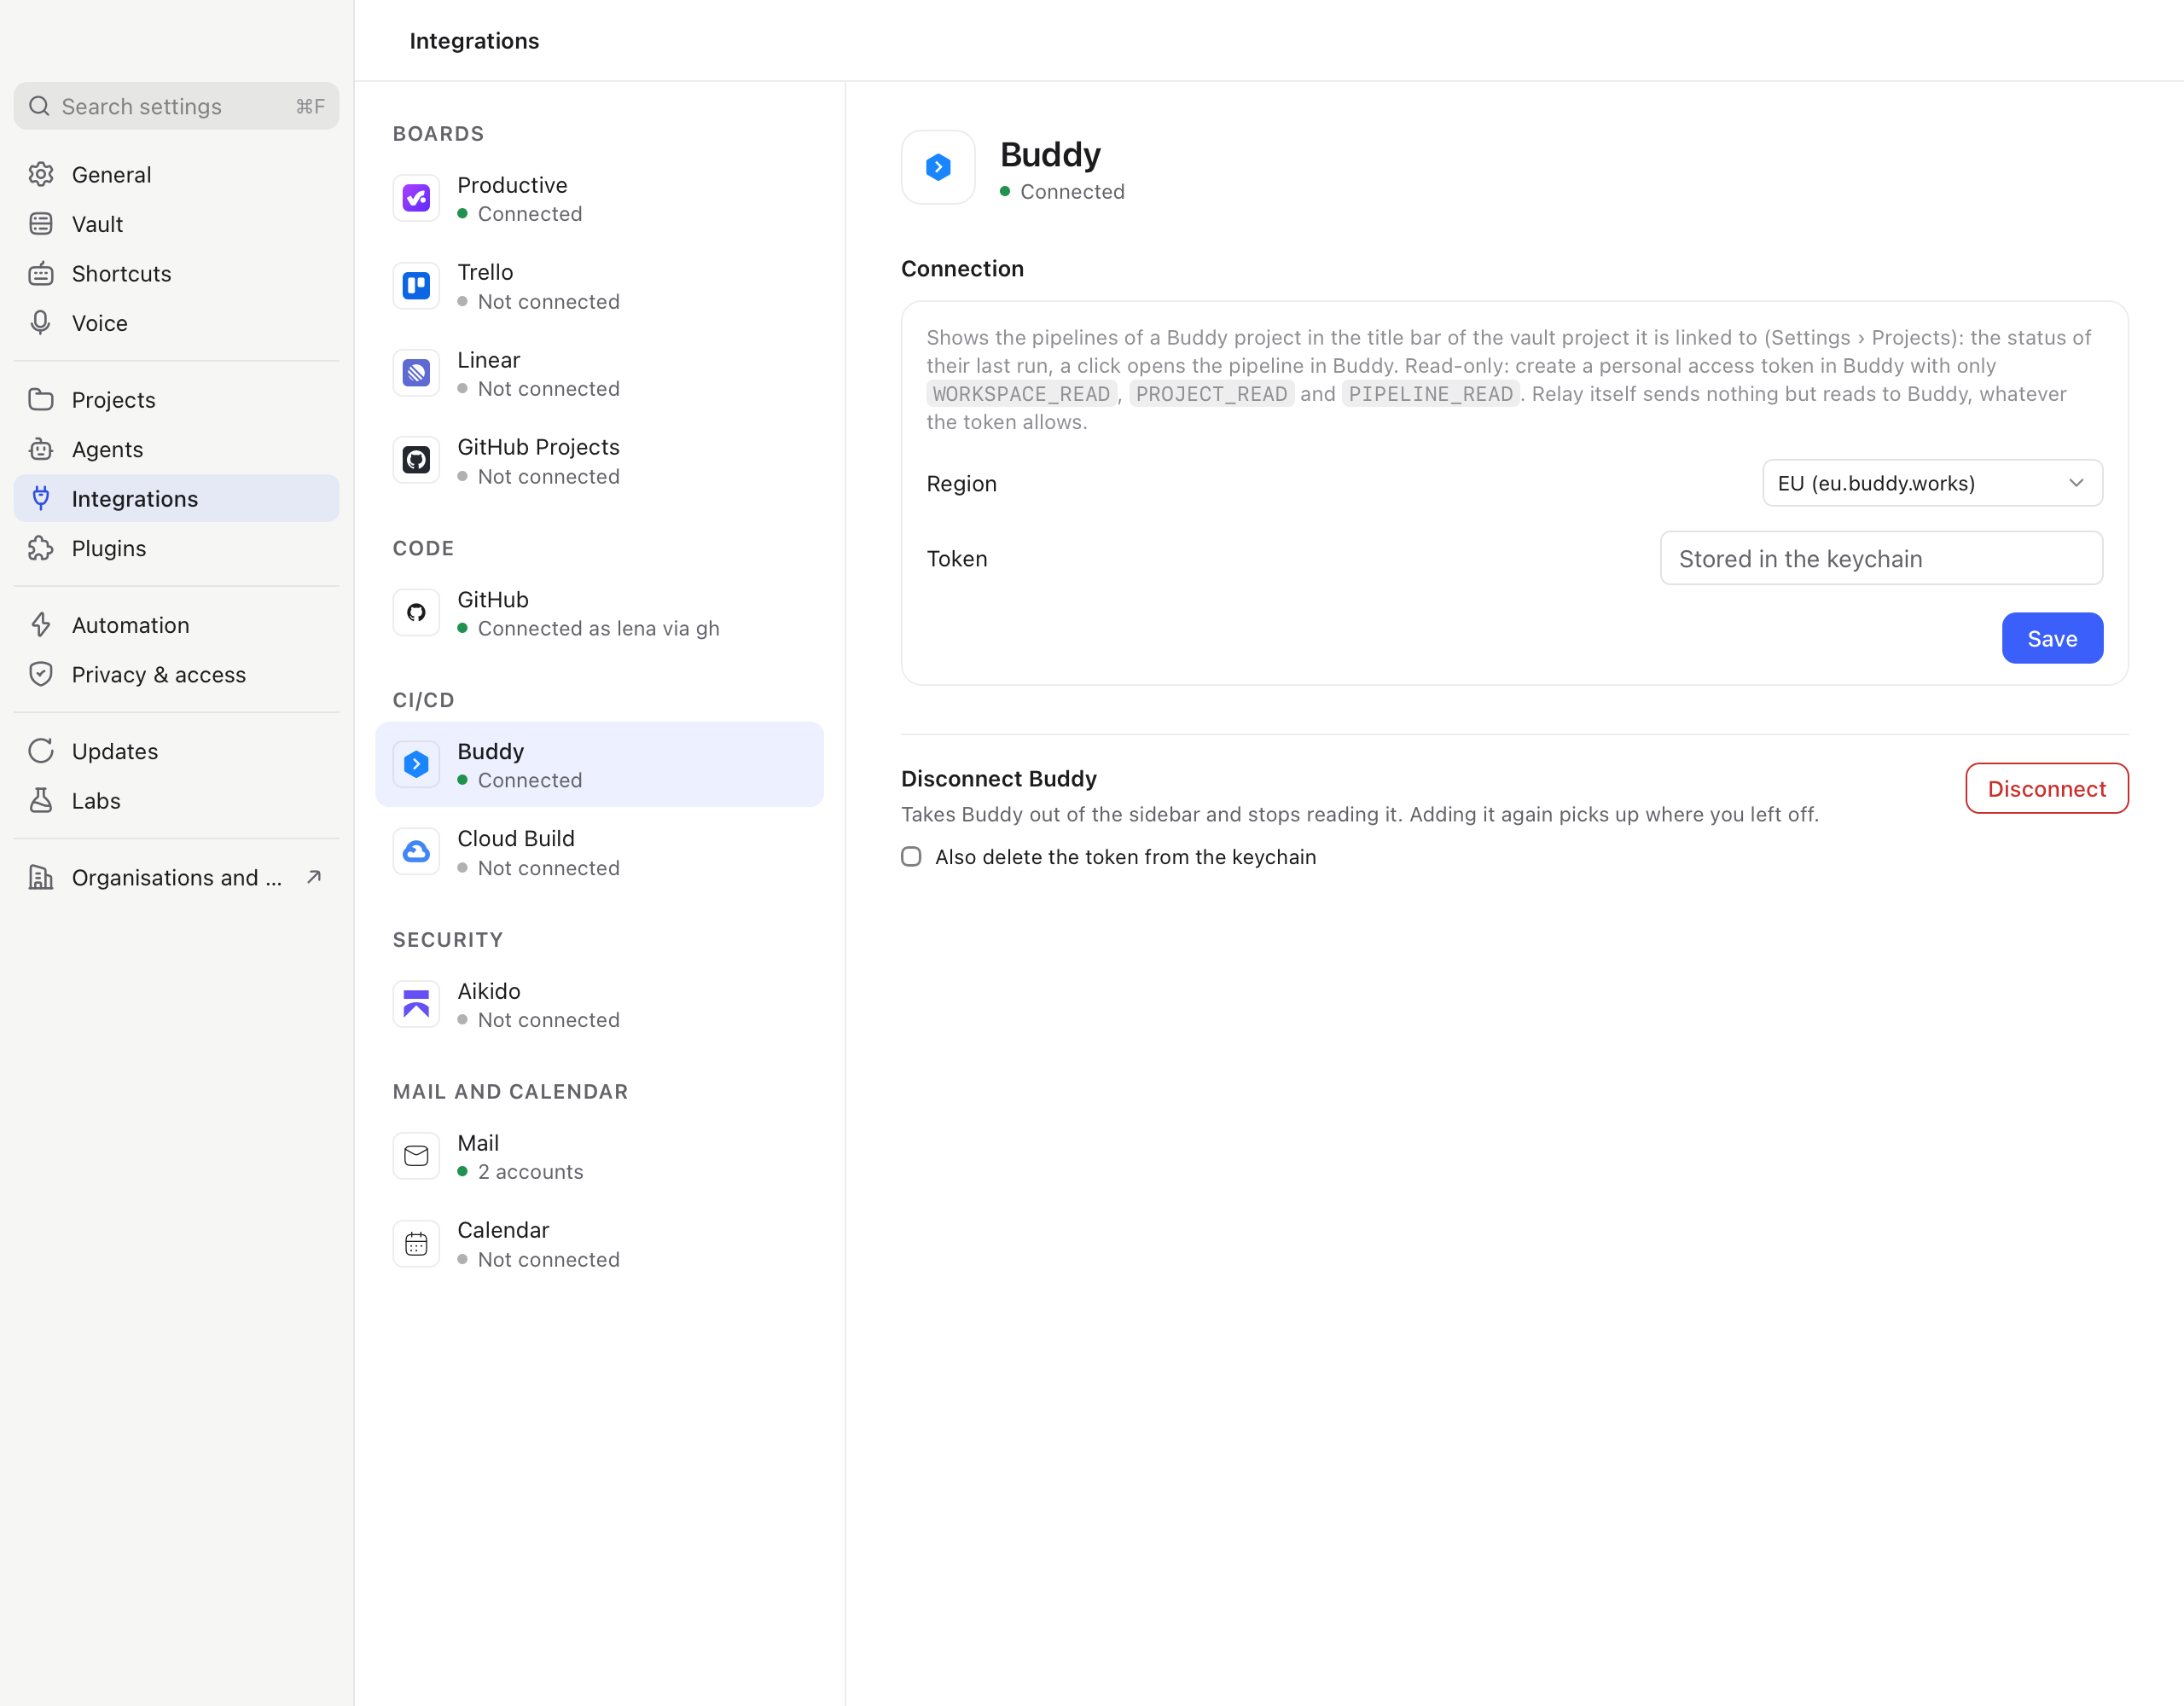 Integrations
Search settings ⌘F
General
Vault
Shortcuts
Voice
Projects
Agents
Integrations
Plugins
Automation
Privacy & access
Updates
Labs
Organisations and ...
BOARDS
Productive
Connected
Trello
Not connected
Linear
Not connected
GitHub Projects
Not connected
CODE
GitHub
Connected as lena via gh
CI/CD
Buddy
Connected
Cloud Build
Not connected
SECURITY
Aikido
Not connected
MAIL AND CALENDAR
Mail
2 accounts
Calendar
Not connected
Buddy
Connected
Connection
Shows the pipelines of a Buddy project in the title bar of the vault project it is linked to (Settings › Projects): the status of
their last run, a click opens the pipeline in Buddy. Read-only: create a personal access token in Buddy with only
WORKSPACE_READ, PROJECT_READ and PIPELINE_READ. Relay itself sends nothing but reads to Buddy, whatever
the token allows.
Region EU (eu.buddy.works)
Token Stored in the keychain
Save
Disconnect Buddy
Disconnect
Takes Buddy out of the sidebar and stops reading it. Adding it again picks up where you left off.
Also delete the token from the keychain